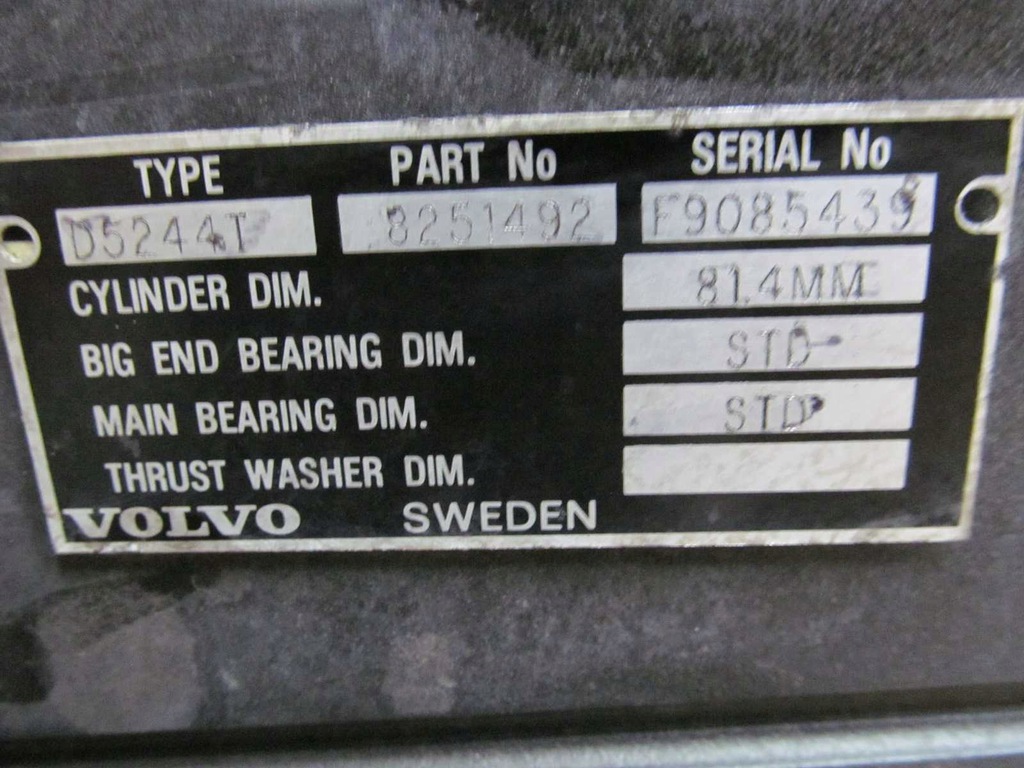 TYPE PART No SERIAL No
D5244T 8251492 F9085439
CYLINDER DIM. 81.4MM
BIG END BEARING DIM. STD
MAIN BEARING DIM. STD
THRUST WASHER DIM.
VOLVO SWEDEN